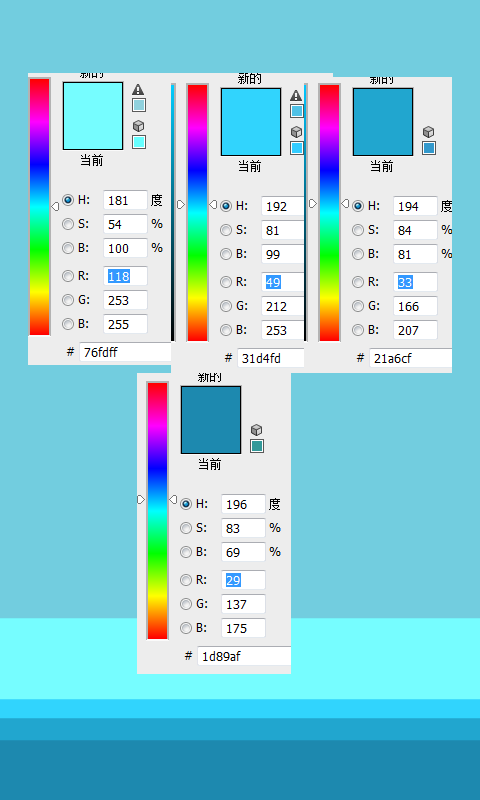 新的
当前
H: 181 度
S: 54 %
B: 100 %
R: 118
G: 253
B: 255
# 76fdff
新的
当前
H: 192
S: 81
B: 99
R: 49
G: 212
B: 253
# 31d4fd
新的
当前
H: 194 度
S: 84 %
B: 81 %
R: 33
G: 166
B: 207
# 21a6cf
新的
当前
H: 196 度
S: 83 %
B: 69 %
R: 29
G: 137
B: 175
# 1d89af